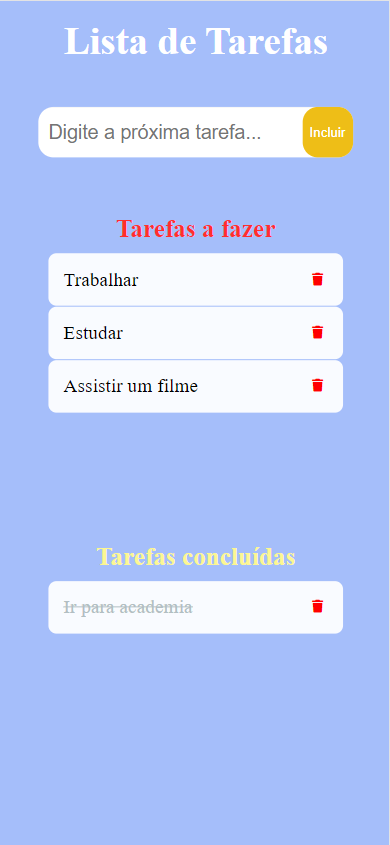 Lista de Tarefas
Digite a próxima tarefa... Incluir
Tarefas a fazer
Trabalhar
Estudar
Assistir um filme
Tarefas concluídas
Ir para academia